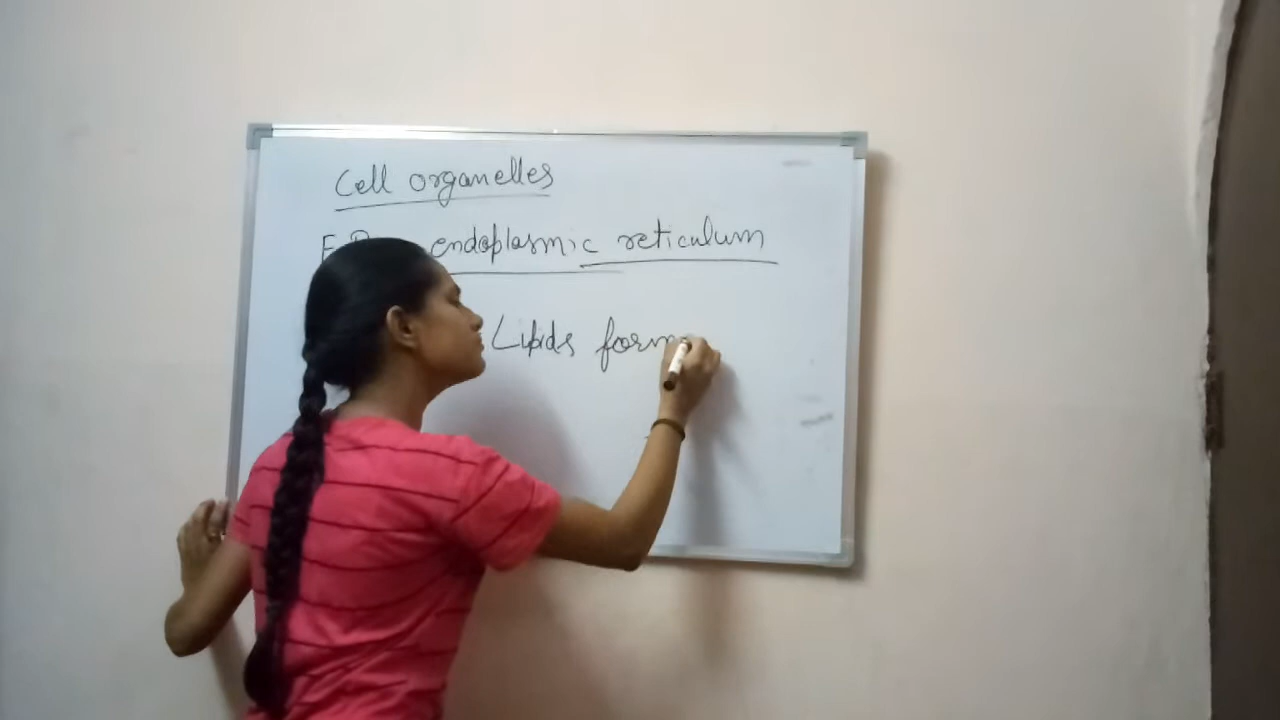 Cell organelles
endoplasmic reticulum
Lipids form